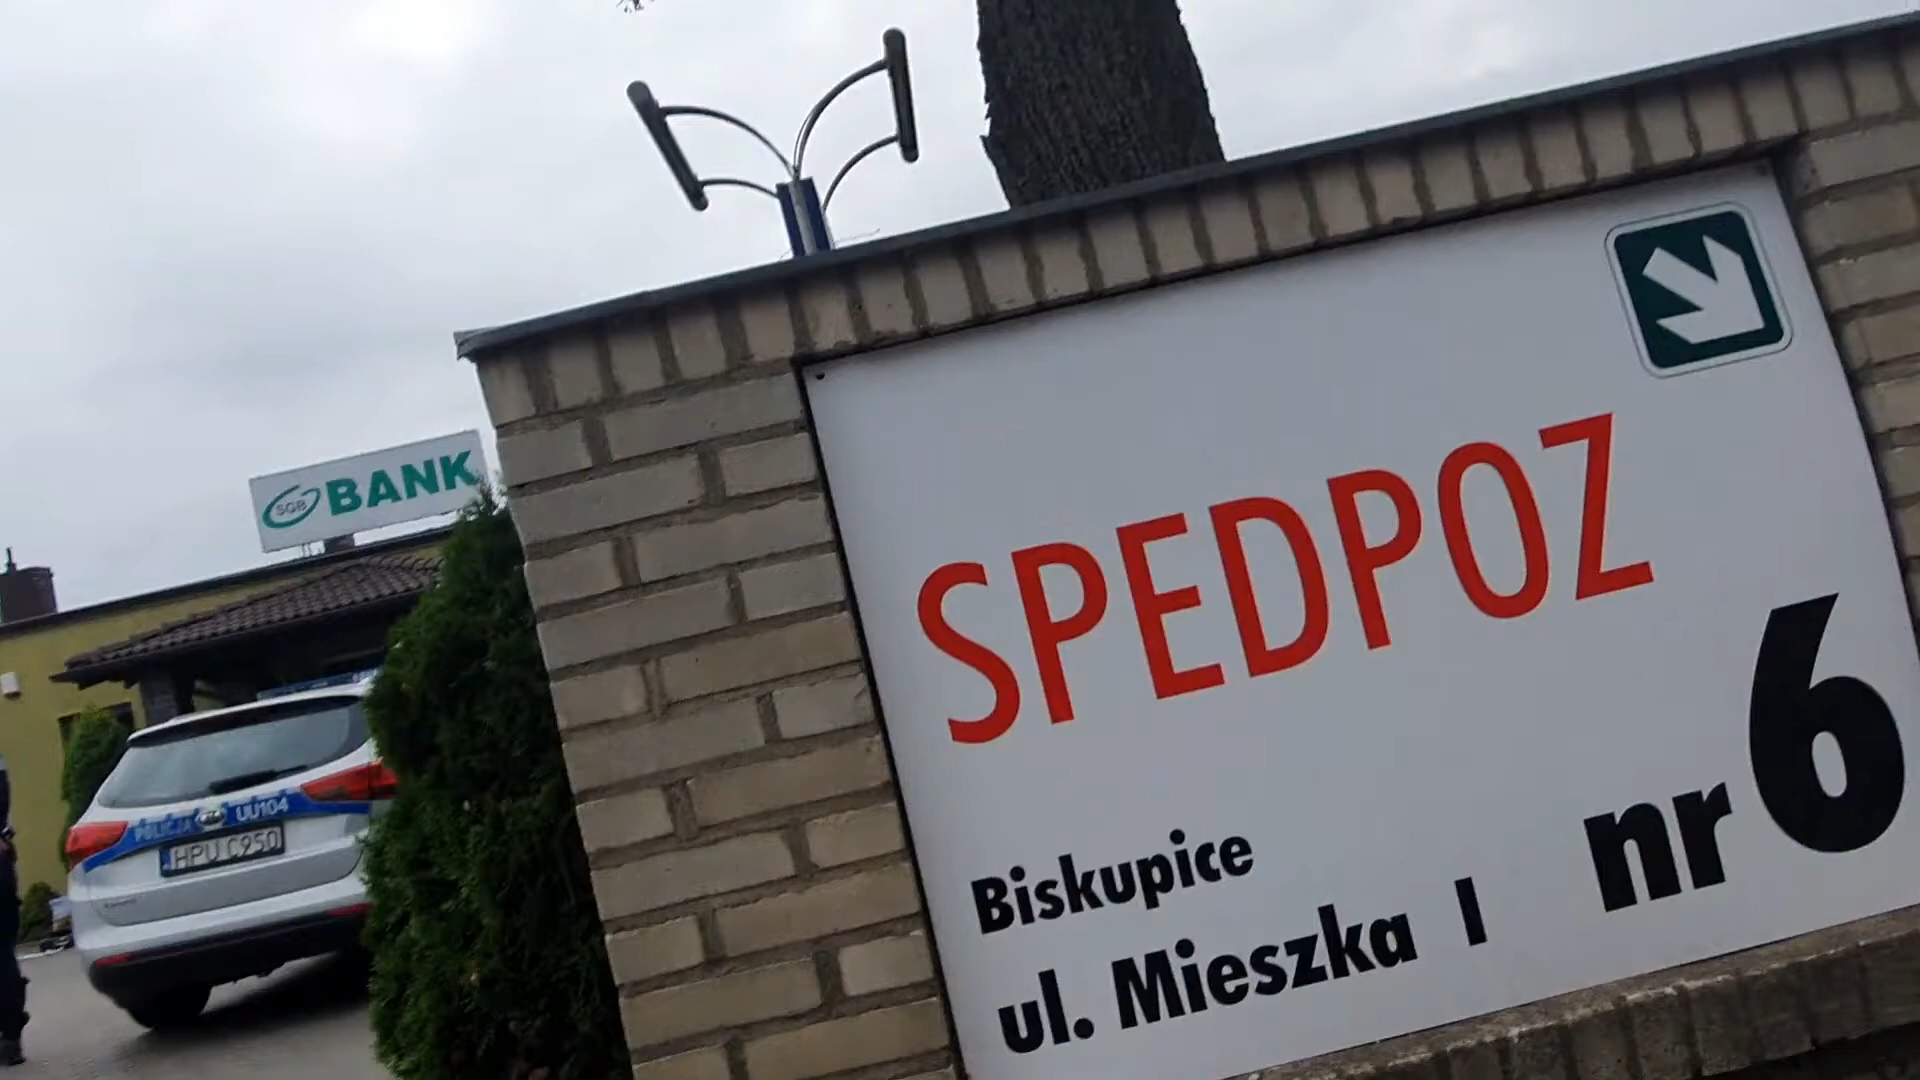 SGB BANK
POLICJA UU104
HPU C950
SPEDPOZ
Biskupice
ul. Mieszka I nr 6